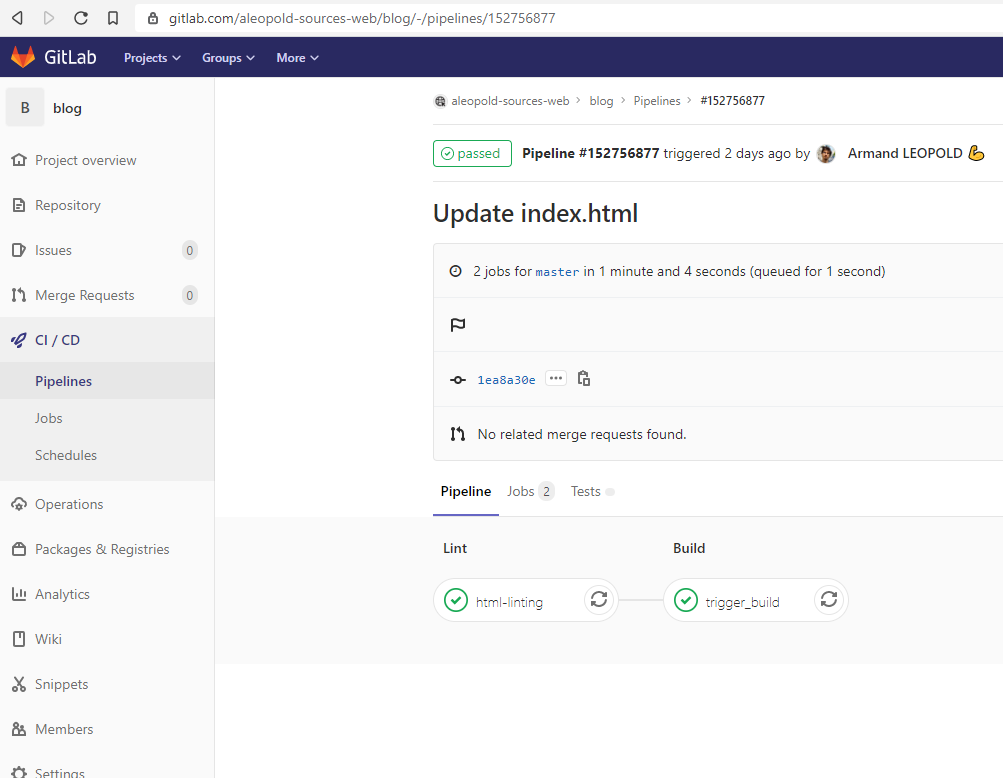 gitlab.com/aleopold-sources-web/blog/-/pipelines/152756877
GitLab Projects Groups More
B blog
Project overview
Repository
Issues 0
Merge Requests 0
CI / CD
Pipelines
Jobs
Schedules
Operations
Packages & Registries
Analytics
Wiki
Snippets
Members
Settings
aleopold-sources-web > blog > Pipelines > #152756877
passed Pipeline #152756877 triggered 2 days ago by Armand LEOPOLD 💪
Update index.html
2 jobs for master in 1 minute and 4 seconds (queued for 1 second)
1ea8a30e ...
No related merge requests found.
Pipeline Jobs 2 Tests
Lint Build
html-linting trigger_build